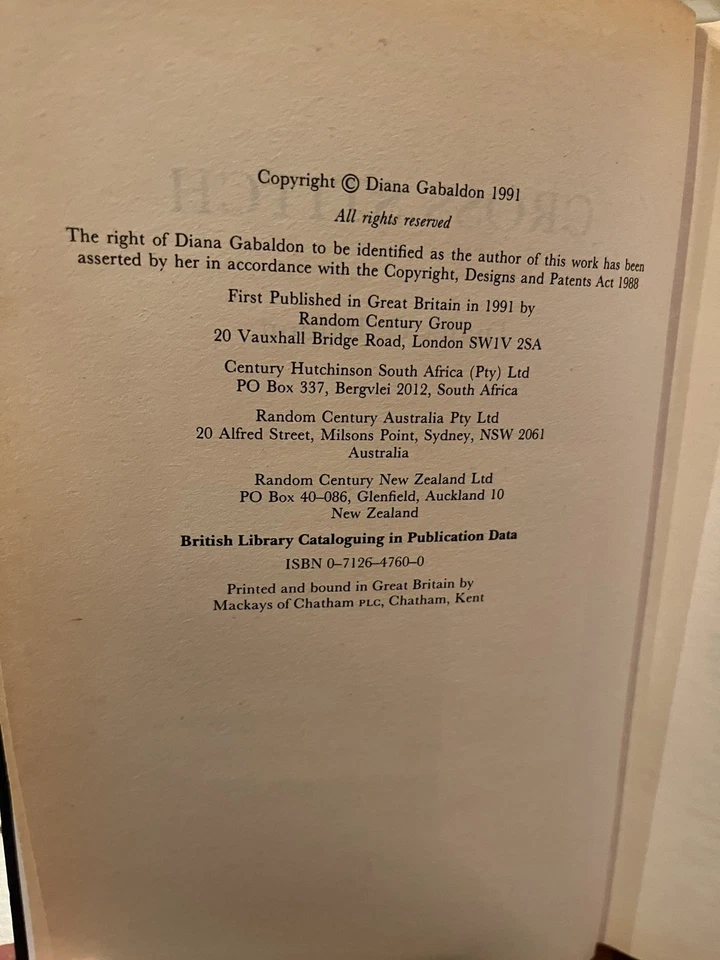 Copyright © Diana Gabaldon 1991
All rights reserved
The right of Diana Gabaldon to be identified as the author of this work has been
asserted by her in accordance with the Copyright, Designs and Patents Act 1988
First Published in Great Britain in 1991 by
Random Century Group
20 Vauxhall Bridge Road, London SW1V 2SA
Century Hutchinson South Africa (Pty) Ltd
PO Box 337, Bergvlei 2012, South Africa
Random Century Australia Pty Ltd
20 Alfred Street, Milsons Point, Sydney, NSW 2061
Australia
Random Century New Zealand Ltd
PO Box 40–086, Glenfield, Auckland 10
New Zealand
British Library Cataloguing in Publication Data
ISBN 0–7126–4760–0
Printed and bound in Great Britain by
Mackays of Chatham PLC, Chatham, Kent